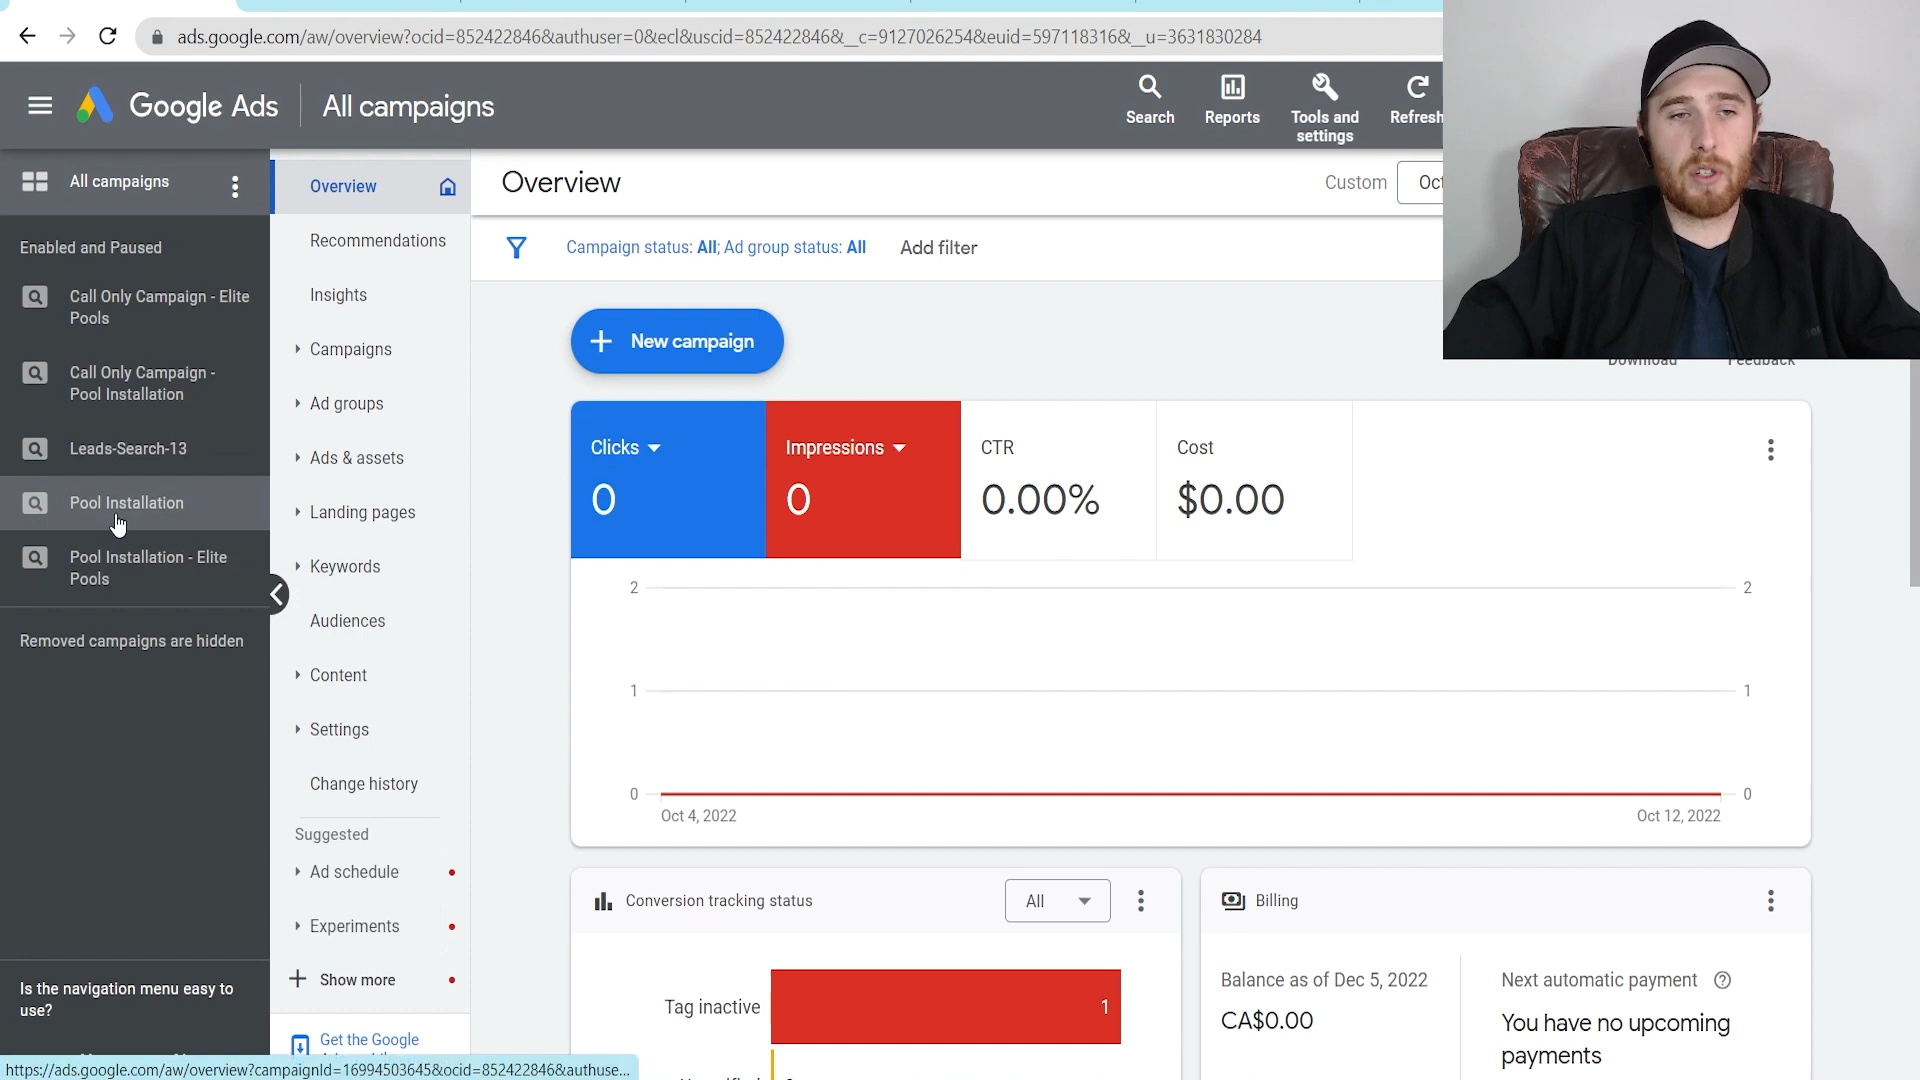 ads.google.com/aw/overview?ocid=852422846&authuser=0&ecl&uscid=852422846&__c=9127026254&euid=597118316&__u=3631830284
Google Ads
All campaigns
Search
Reports
Tools and
settings
Refresh
All campaigns
Enabled and Paused
Call Only Campaign - Elite
Pools
Call Only Campaign -
Pool Installation
Leads-Search-13
Pool Installation
Pool Installation - Elite
Pools
Removed campaigns are hidden
Is the navigation menu easy to
use?
Overview
Recommendations
Insights
Campaigns
Ad groups
Ads & assets
Landing pages
Keywords
Audiences
Content
Settings
Change history
Suggested
Ad schedule
Experiments
Show more
Get the Google
Overview
Custom
Oct
Campaign status: All; Ad group status: All
Add filter
New campaign
Download
Feedback
Clicks
0
Impressions
0
CTR
0.00%
Cost
$0.00
2
2
1
1
0
0
Oct 4, 2022
Oct 12, 2022
Conversion tracking status
All
Tag inactive
1
Billing
Balance as of Dec 5, 2022
CA$0.00
Next automatic payment
You have no upcoming
payments
https://ads.google.com/aw/overview?campaignId=16994503645&ocid=852422846&authuse...